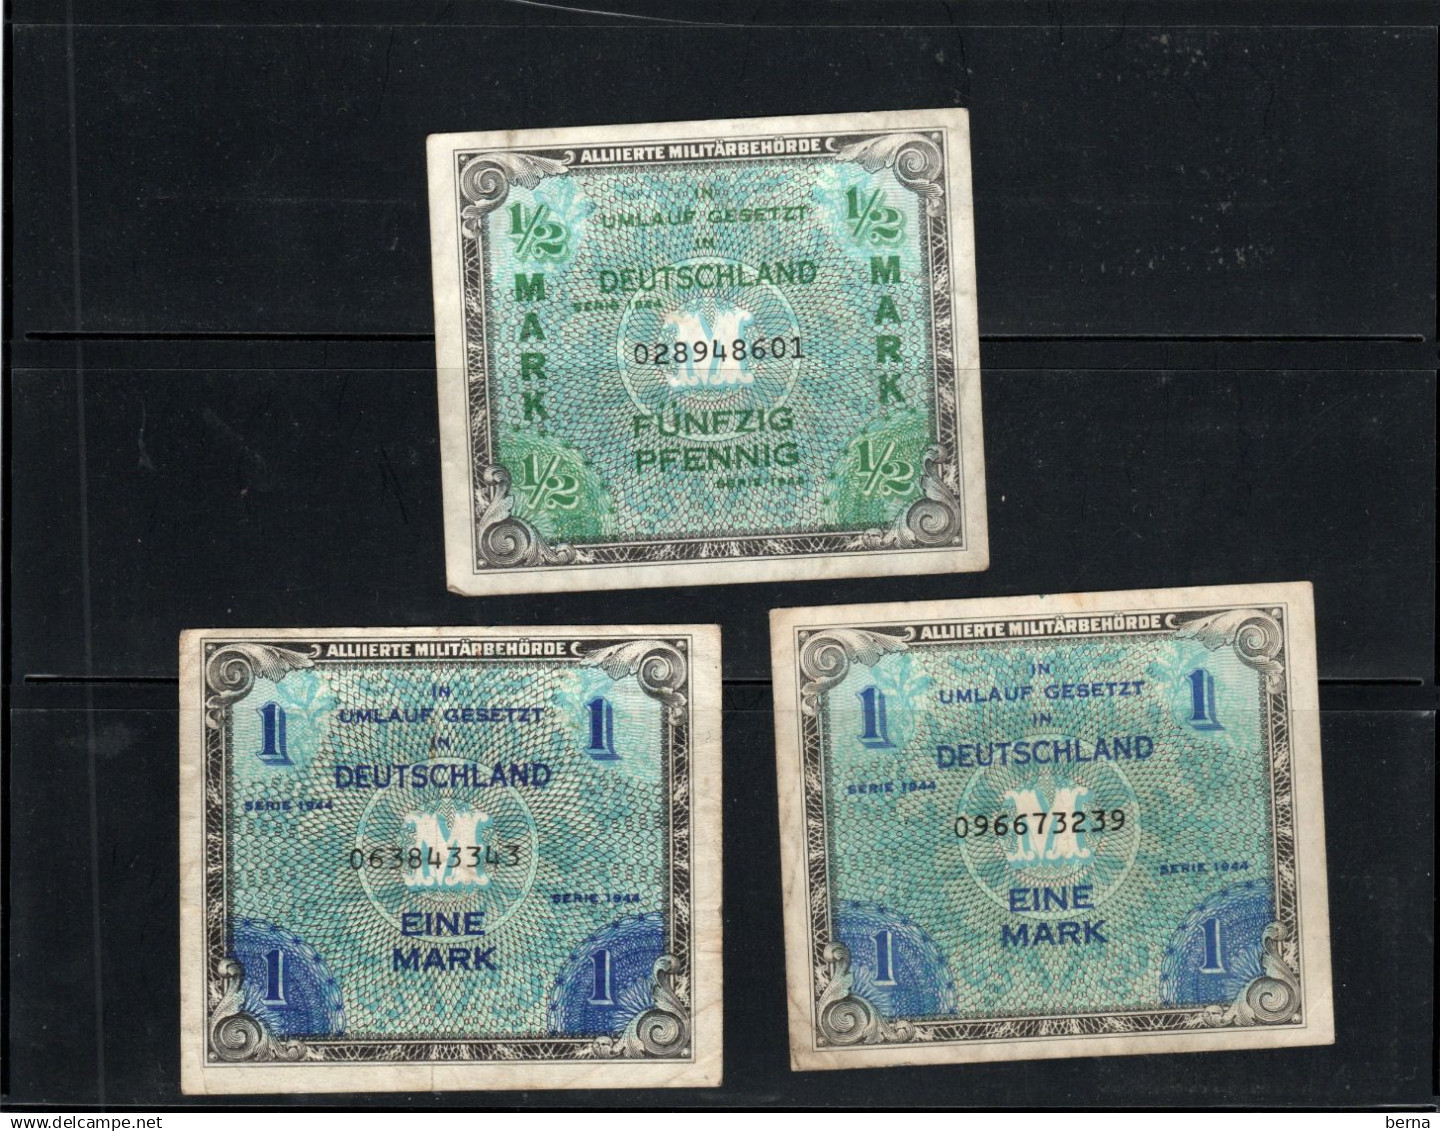 ALLIIERTE MILITÄRBEHÖRDE
1/2 IN 1/2
UMLAUF GESETZT
IN
DEUTSCHLAND
SERIE 1944
MARK MARK
M
028948601
FÜNFZIG
PFENNIG
1/2 1/2
SERIE 1944
ALLIIERTE MILITÄRBEHÖRDE
IN
1 UMLAUF GESETZT 1
IN
DEUTSCHLAND
SERIE 1944
M
063843343
SERIE 1944
EINE
MARK
1 1
ALLIIERTE MILITÄRBEHÖRDE
IN
1 UMLAUF GESETZT 1
IN
DEUTSCHLAND
SERIE 1944
M
096673239
SERIE 1944
EINE
MARK
1 1
delcampe.net
berna